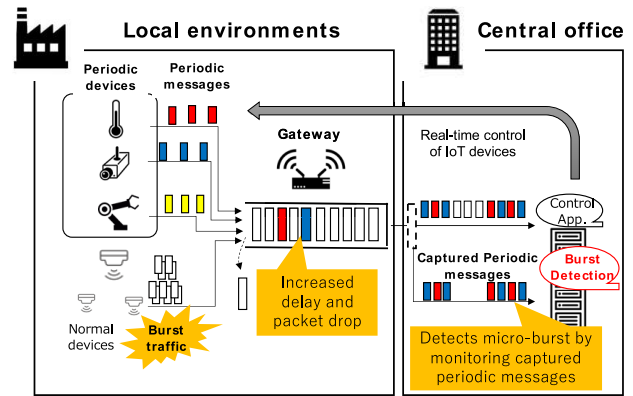 Local environments
Central office
Periodic
devices
Periodic
messages
Gateway
Real-time control
of IoT devices
Control
App.
Captured Periodic
messages
Burst
Detection
Increased
delay and
packet drop
Normal
devices
Burst
traffic
Detects micro-burst by
monitoring captured
periodic messages